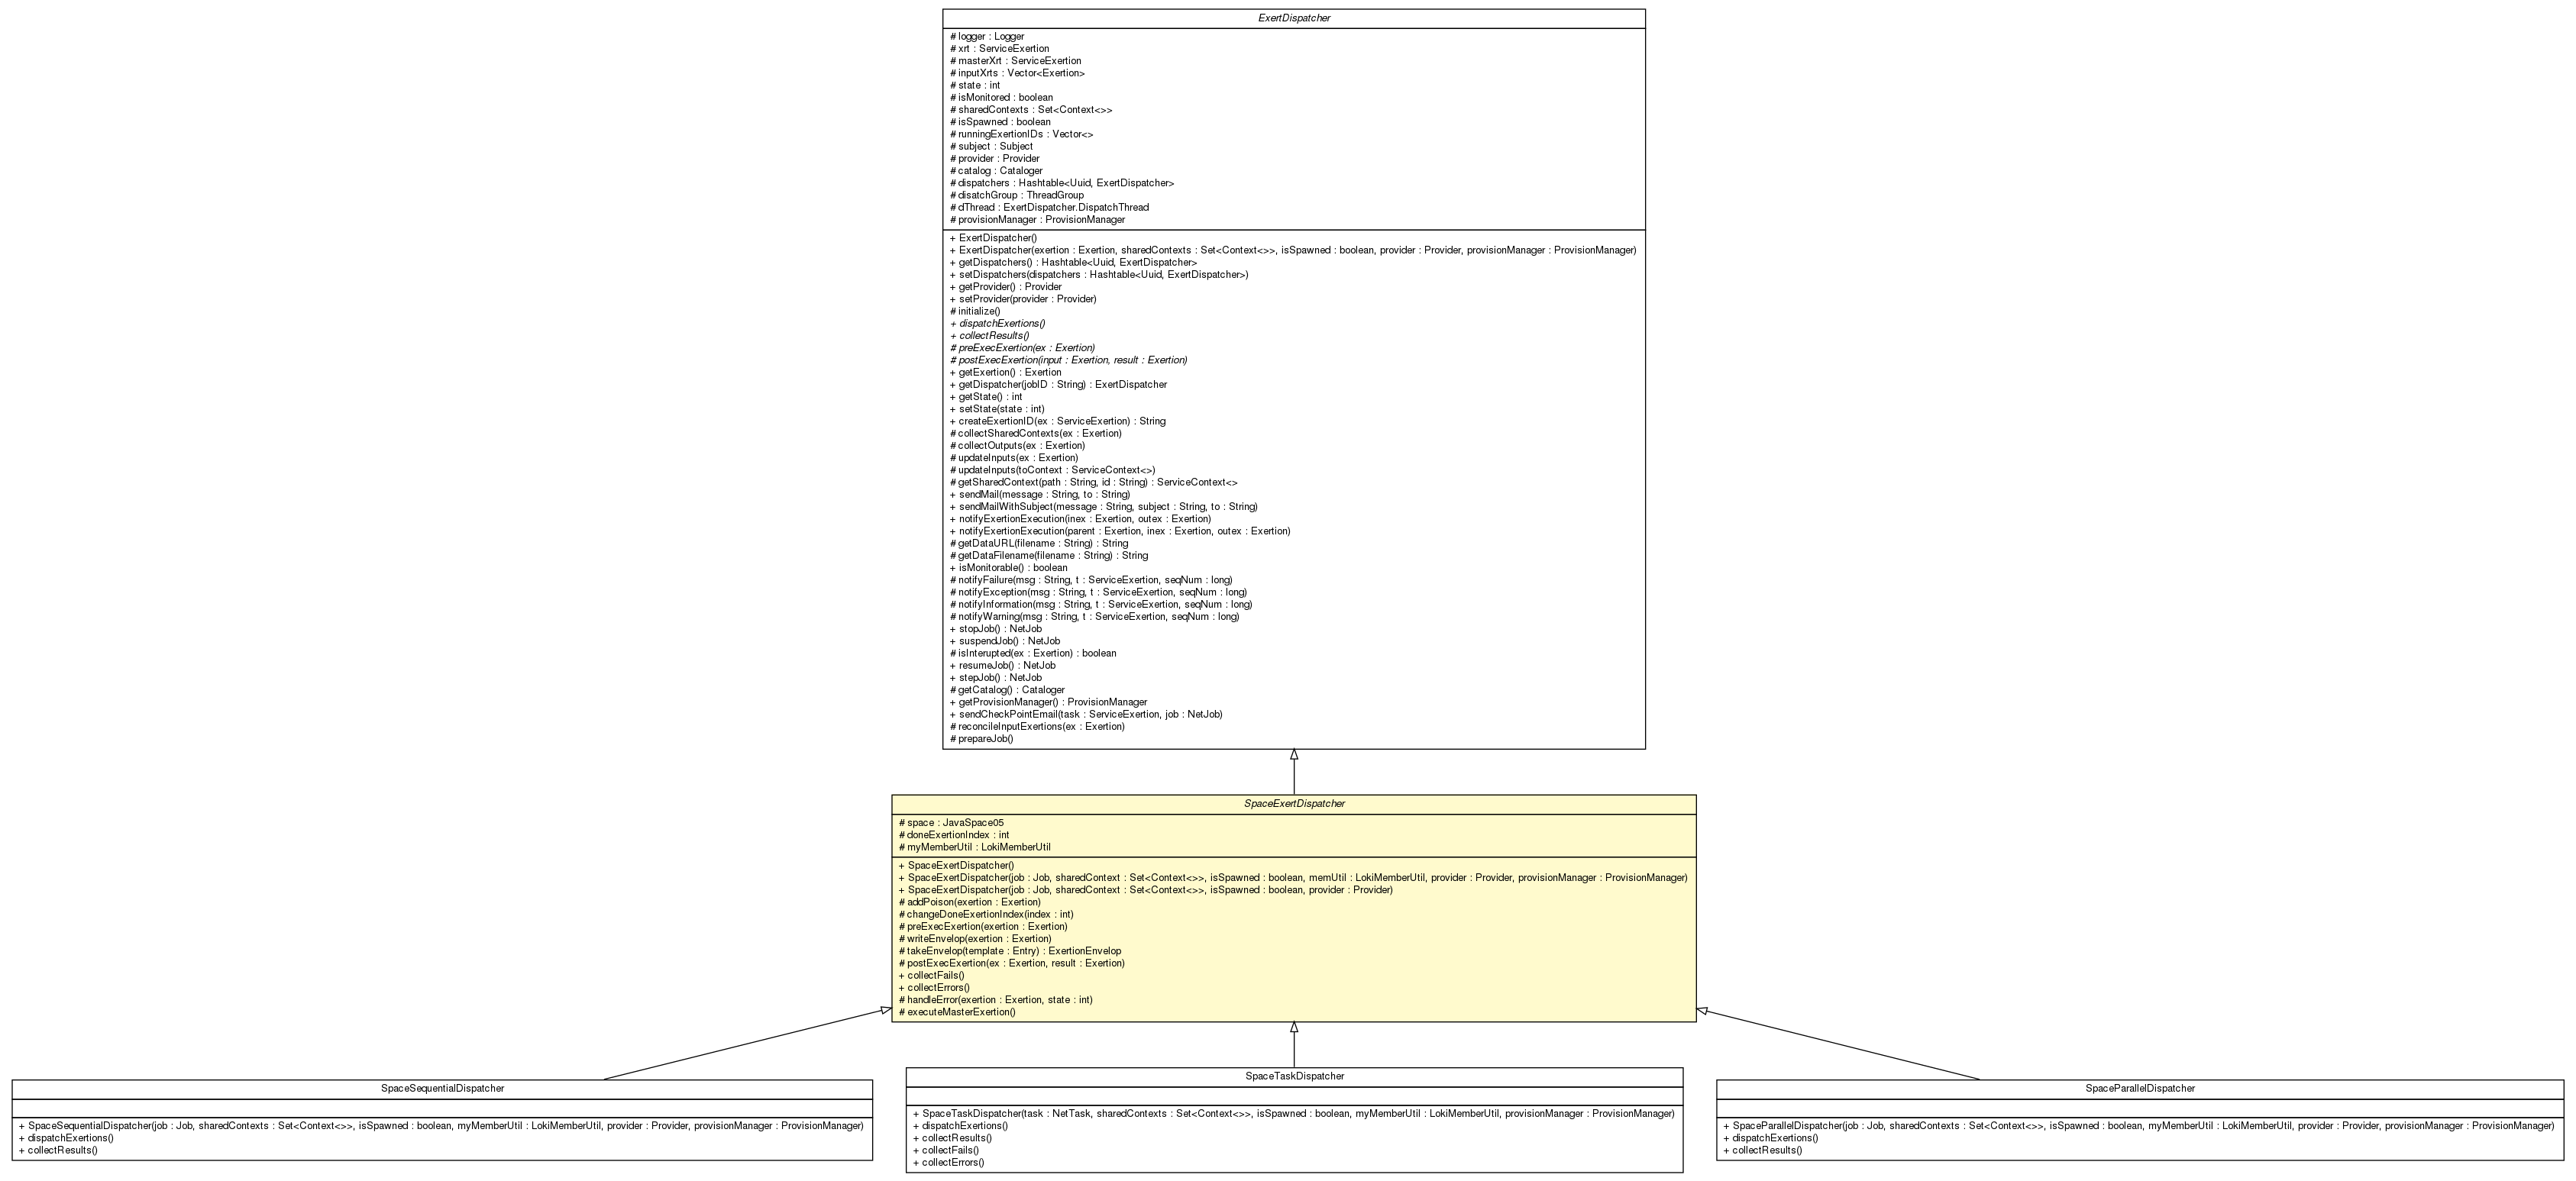 ExertDispatcher
# logger : Logger
# xrt : ServiceExertion
# masterXrt : ServiceExertion
# inputXrts : Vector<Exertion>
# state : int
# isMonitored : boolean
# sharedContexts : Set<Context<>>
# isSpawned : boolean
# runningExertionIDs : Vector<>
# subject : Subject
# provider : Provider
# catalog : Cataloger
# dispatchers : Hashtable<Uuid, ExertDispatcher>
# disatchGroup : ThreadGroup
# dThread : ExertDispatcher.DispatchThread
# provisionManager : ProvisionManager
+ ExertDispatcher()
+ ExertDispatcher(exertion : Exertion, sharedContexts : Set<Context<>>, isSpawned : boolean, provider : Provider, provisionManager : ProvisionManager)
+ getDispatchers() : Hashtable<Uuid, ExertDispatcher>
+ setDispatchers(dispatchers : Hashtable<Uuid, ExertDispatcher>)
+ getProvider() : Provider
+ setProvider(provider : Provider)
# initialize()
+ dispatchExertions()
+ collectResults()
# preExecExertion(ex : Exertion)
# postExecExertion(input : Exertion, result : Exertion)
+ getExertion() : Exertion
+ getDispatcher(jobID : String) : ExertDispatcher
+ getState() : int
+ setState(state : int)
+ createExertionID(ex : ServiceExertion) : String
# collectSharedContexts(ex : Exertion)
# collectOutputs(ex : Exertion)
# updateInputs(ex : Exertion)
# updateInputs(toContext : ServiceContext<>)
# getSharedContext(path : String, id : String) : ServiceContext<>
+ sendMail(message : String, to : String)
+ sendMailWithSubject(message : String, subject : String, to : String)
+ notifyExertionExecution(inex : Exertion, outex : Exertion)
+ notifyExertionExecution(parent : Exertion, inex : Exertion, outex : Exertion)
# getDataURL(filename : String) : String
# getDataFilename(filename : String) : String
+ isMonitorable() : boolean
# notifyFailure(msg : String, t : ServiceExertion, seqNum : long)
# notifyException(msg : String, t : ServiceExertion, seqNum : long)
# notifyInformation(msg : String, t : ServiceExertion, seqNum : long)
# notifyWarning(msg : String, t : ServiceExertion, seqNum : long)
+ stopJob() : NetJob
+ suspendJob() : NetJob
# isInterupted(ex : Exertion) : boolean
+ resumeJob() : NetJob
+ stepJob() : NetJob
# getCatalog() : Cataloger
+ getProvisionManager() : ProvisionManager
+ sendCheckPointEmail(task : ServiceExertion, job : NetJob)
# reconcileInputExertions(ex : Exertion)
# prepareJob()
SpaceExertDispatcher
# space : JavaSpace05
# doneExertionIndex : int
# myMemberUtil : LokiMemberUtil
+ SpaceExertDispatcher()
+ SpaceExertDispatcher(job : Job, sharedContext : Set<Context<>>, isSpawned : boolean, memUtil : LokiMemberUtil, provider : Provider, provisionManager : ProvisionManager)
+ SpaceExertDispatcher(job : Job, sharedContext : Set<Context<>>, isSpawned : boolean, provider : Provider)
# addPoison(exertion : Exertion)
# changeDoneExertionIndex(index : int)
# preExecExertion(exertion : Exertion)
# writeEnvelop(exertion : Exertion)
# takeEnvelop(template : Entry) : ExertionEnvelop
# postExecExertion(ex : Exertion, result : Exertion)
+ collectFails()
+ collectErrors()
# handleError(exertion : Exertion, state : int)
# executeMasterExertion()
SpaceSequentialDispatcher
+ SpaceSequentialDispatcher(job : Job, sharedContexts : Set<Context<>>, isSpawned : boolean, myMemberUtil : LokiMemberUtil, provider : Provider, provisionManager : ProvisionManager)
+ dispatchExertions()
+ collectResults()
SpaceTaskDispatcher
+ SpaceTaskDispatcher(task : NetTask, sharedContexts : Set<Context<>>, isSpawned : boolean, myMemberUtil : LokiMemberUtil, provisionManager : ProvisionManager)
+ dispatchExertions()
+ collectResults()
+ collectFails()
+ collectErrors()
SpaceParallelDispatcher
+ SpaceParallelDispatcher(job : Job, sharedContexts : Set<Context<>>, isSpawned : boolean, myMemberUtil : LokiMemberUtil, provider : Provider, provisionManager : ProvisionManager)
+ dispatchExertions()
+ collectResults()